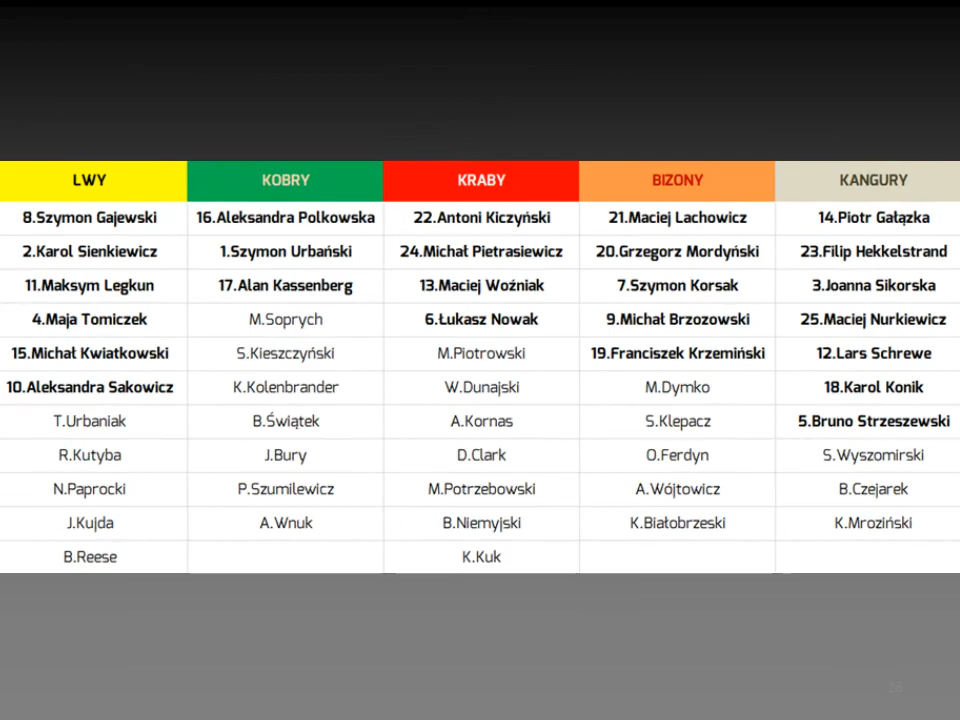 LWY KOBRY KRABY BIZONY KANGURY
8.Szymon Gajewski 16.Aleksandra Polkowska 22.Antoni Kiczyński 21.Maciej Lachowicz 14.Piotr Gałązka
2.Karol Sienkiewicz 1.Szymon Urbański 24.Michał Pietrasiewicz 20.Grzegorz Mordyński 23.Filip Hekkelstrand
11.Maksym Legkun 17.Alan Kassenberg 13.Maciej Woźniak 7.Szymon Korsak 3.Joanna Sikorska
4.Maja Tomiczek M.Soprych 6.Łukasz Nowak 9.Michał Brzozowski 25.Maciej Nurkiewicz
15.Michał Kwiatkowski S.Kieszczyński M.Piotrowski 19.Franciszek Krzemiński 12.Lars Schrewe
10.Aleksandra Sakowicz K.Kolenbrander W.Dunajski M.Dymko 18.Karol Konik
T.Urbaniak B.Świątek A.Kornas S.Klepacz 5.Bruno Strzeszewski
R.Kutyba J.Bury D.Clark O.Ferdyn S.Wyszomirski
N.Paprocki P.Szumilewicz M.Potrzebowski A.Wójtowicz B.Czejarek
J.Kujda A.Wnuk B.Niemyjski K.Białobrzeski K.Mroziński
B.Reese K.Kuk
26